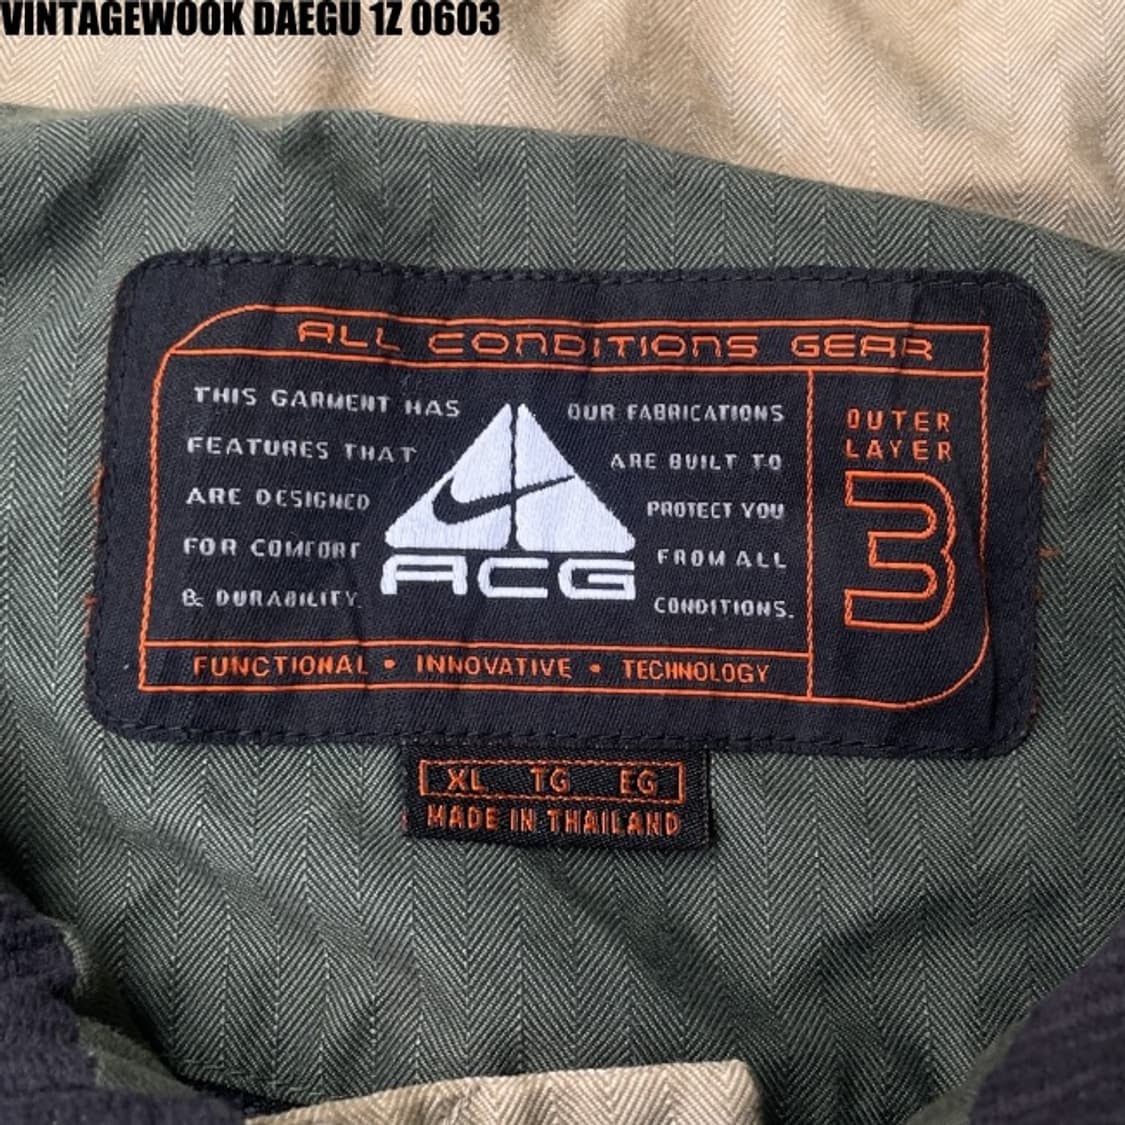 VINTAGEWOOK DAEGU 1Z 0603
ALL CONDITIONS GEAR
THIS GARMENT HAS
FEATURES THAT
ARE DESIGNED
FOR COMFORT
& DURABILITY.
OUR FABRICATIONS
ARE BUILT TO
PROTECT YOU
FROM ALL
CONDITIONS.
ACG
OUTER
LAYER
3
FUNCTIONAL • INNOVATIVE • TECHNOLOGY
XL TG EG
MADE IN THAILAND